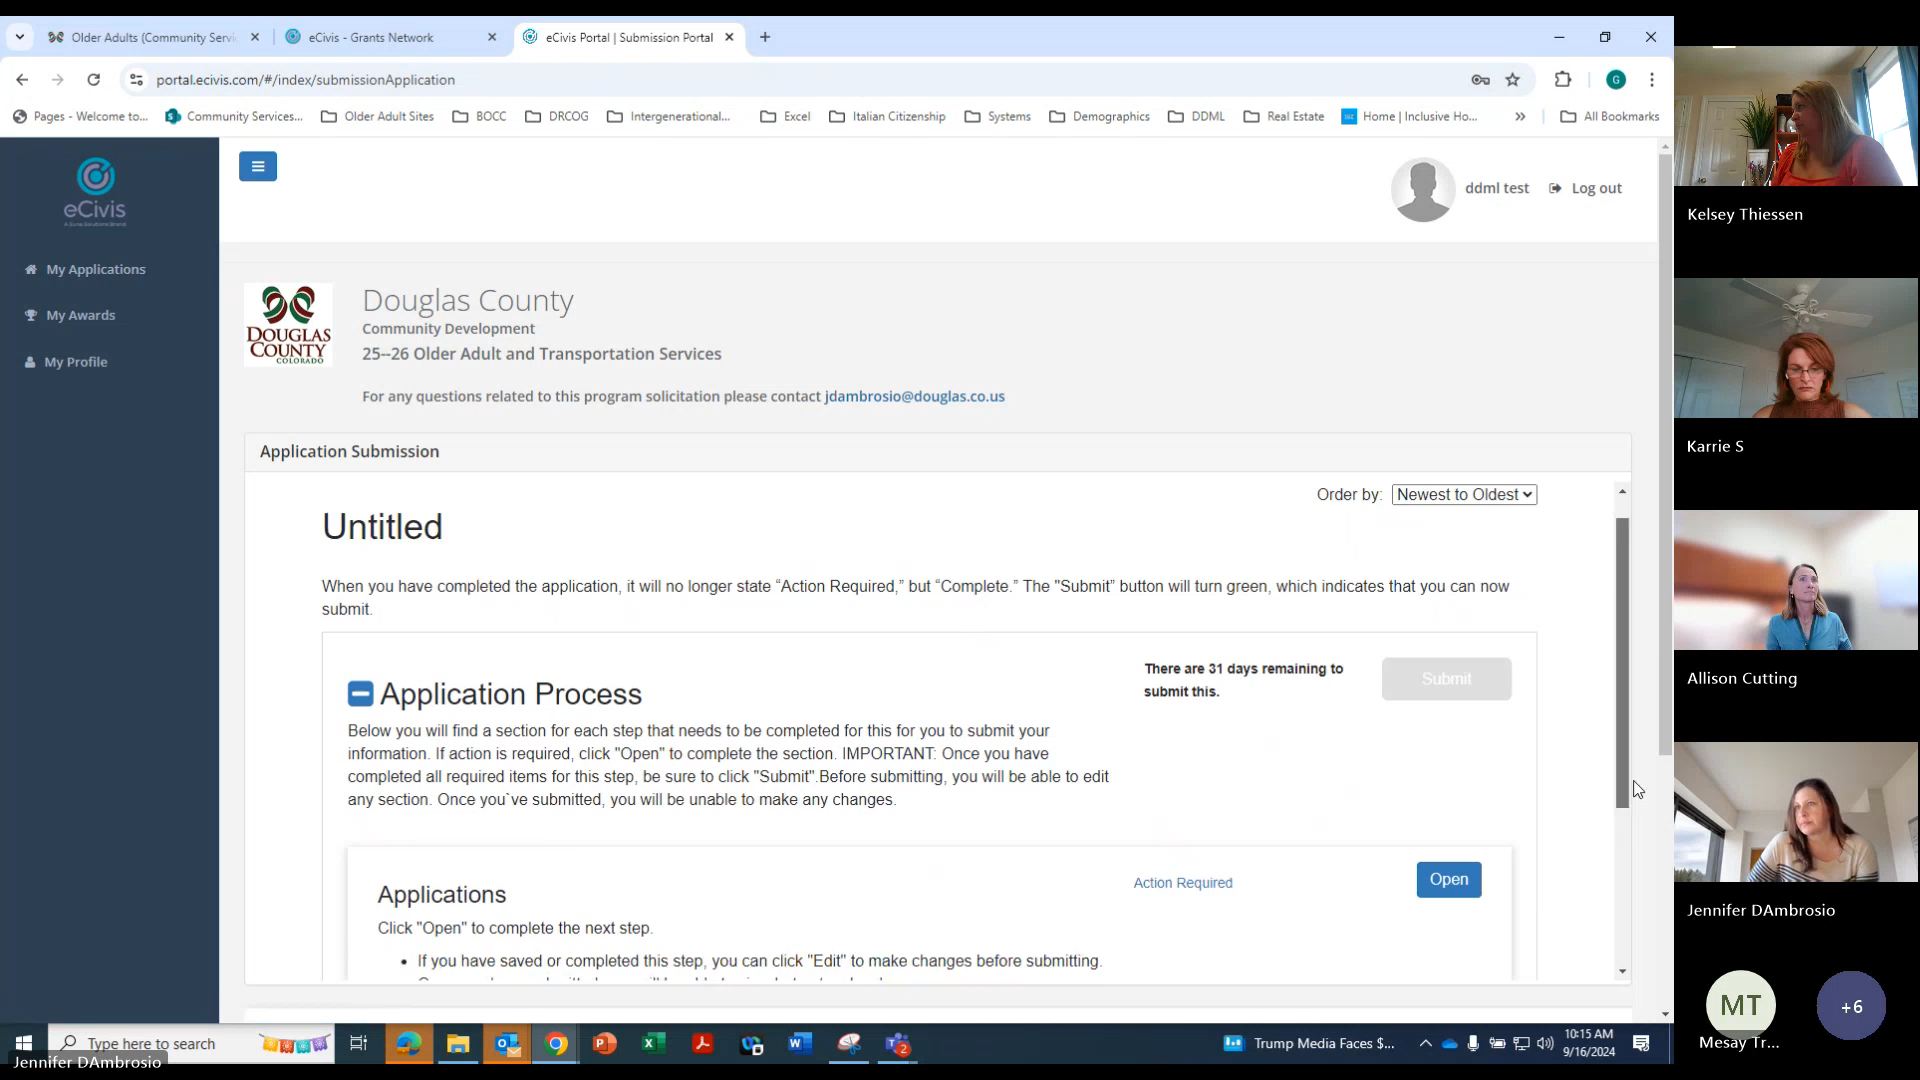 Older Adults (Community Servi
eCivis - Grants Network
eCivis Portal | Submission Portal
portal.ecivis.com/#/index/submissionApplication
G
Pages - Welcome to...
Community Services...
Older Adult Sites
BOCC
DRCOG
Intergenerational...
Excel
Italian Citizenship
Systems
Demographics
DDML
Real Estate
Home | Inclusive Ho...
»
All Bookmarks
eCivis
My Applications
My Awards
My Profile
ddml test
Log out
DOUGLAS
COUNTY
COLORADO
Douglas County
Community Development
25--26 Older Adult and Transportation Services
For any questions related to this program solicitation please contact jdambrosio@douglas.co.us
Application Submission
Order by: Newest to Oldest
Untitled
When you have completed the application, it will no longer state “Action Required,” but “Complete.” The "Submit” button will turn green, which indicates that you can now
submit.
Application Process
There are 31 days remaining to
submit this.
Submit
Below you will find a section for each step that needs to be completed for this for you to submit your
information. If action is required, click "Open" to complete the section. IMPORTANT: Once you have
completed all required items for this step, be sure to click "Submit".Before submitting, you will be able to edit
any section. Once you`ve submitted, you will be unable to make any changes.
Applications
Action Required
Open
Click "Open" to complete the next step.
• If you have saved or completed this step, you can click "Edit" to make changes before submitting.
Type here to search
Trump Media Faces $...
10:15 AM
9/16/2024
Jennifer DAmbrosio
Kelsey Thiessen
Karrie S
Allison Cutting
Jennifer DAmbrosio
MT
+6
Mesay Tr...